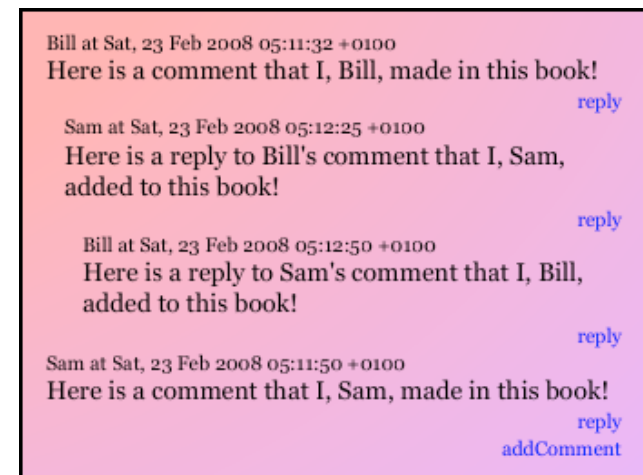 Bill at Sat, 23 Feb 2008 05:11:32 +0100
Here is a comment that I, Bill, made in this book!
reply
Sam at Sat, 23 Feb 2008 05:12:25 +0100
Here is a reply to Bill's comment that I, Sam,
added to this book!
reply
Bill at Sat, 23 Feb 2008 05:12:50 +0100
Here is a reply to Sam's comment that I, Bill,
added to this book!
reply
Sam at Sat, 23 Feb 2008 05:11:50 +0100
Here is a comment that I, Sam, made in this book!
reply
addComment